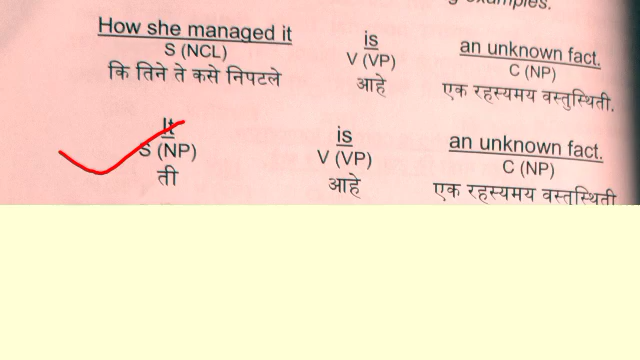 examples.
How she managed it is an unknown fact.
S (NCL) V (VP) C (NP)
कि तिने ते कसे निपटले आहे एक रहस्यमय वस्तुस्थिती.
It is an unknown fact.
S (NP) V (VP) C (NP)
ती आहे एक रहस्यमय वस्तुस्थिती